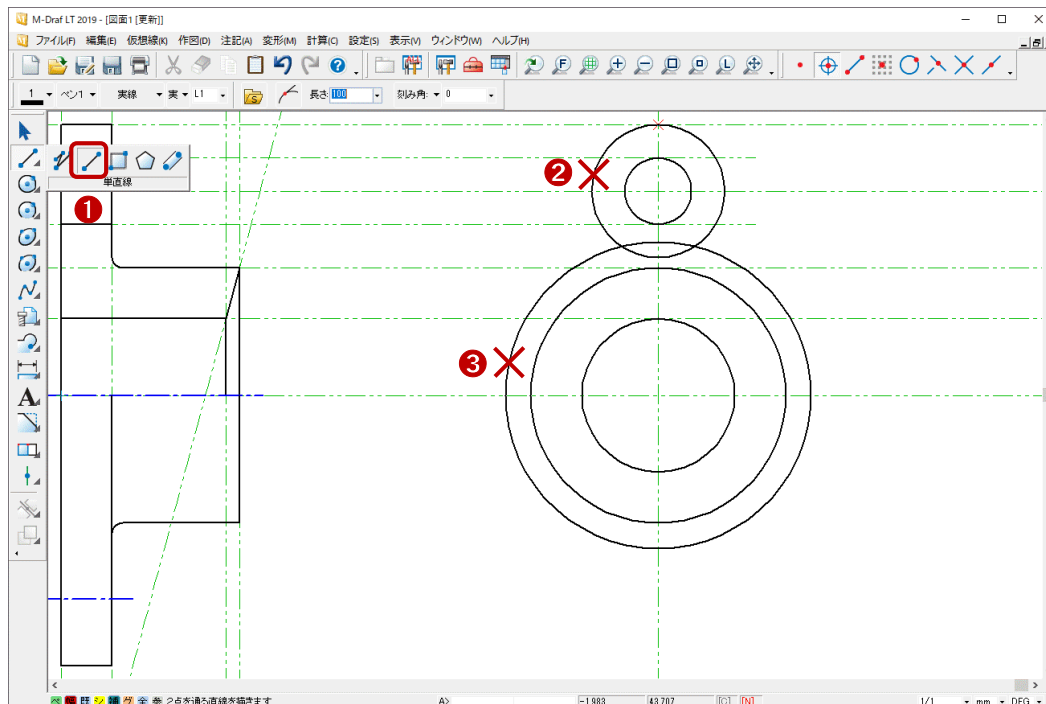 M-Draf LT 2019 - [図面1 [更新]]
ファイル(F) 編集(E) 仮想線(K) 作図(D) 注記(A) 変形(M) 計算(C) 設定(S) 表示(V) ウィンドウ(W) ヘルプ(H)
1 ペン1 実線 実 L1 長さ: 100 刻み角: 0
単直線
❶
❷
❸
2点を通る直線を描きます A> -1.983 43.707 [C] [N] 1/1 mm DEG